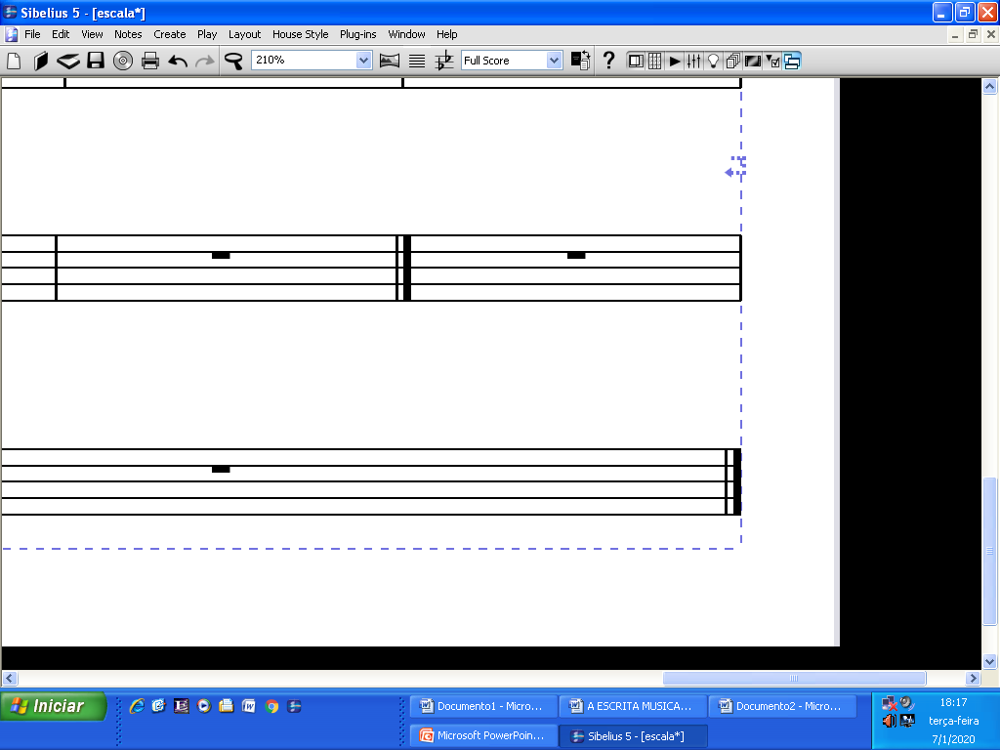 Sibelius 5 - [escala*]
File Edit View Notes Create Play Layout House Style Plug-ins Window Help
210% Full Score
Iniciar
Documento1 - Micro... A ESCRITA MUSICA... Documento2 - Micro... 18:17
terça-feira
Microsoft PowerPoin... Sibelius 5 - [escala*] 7/1/2020